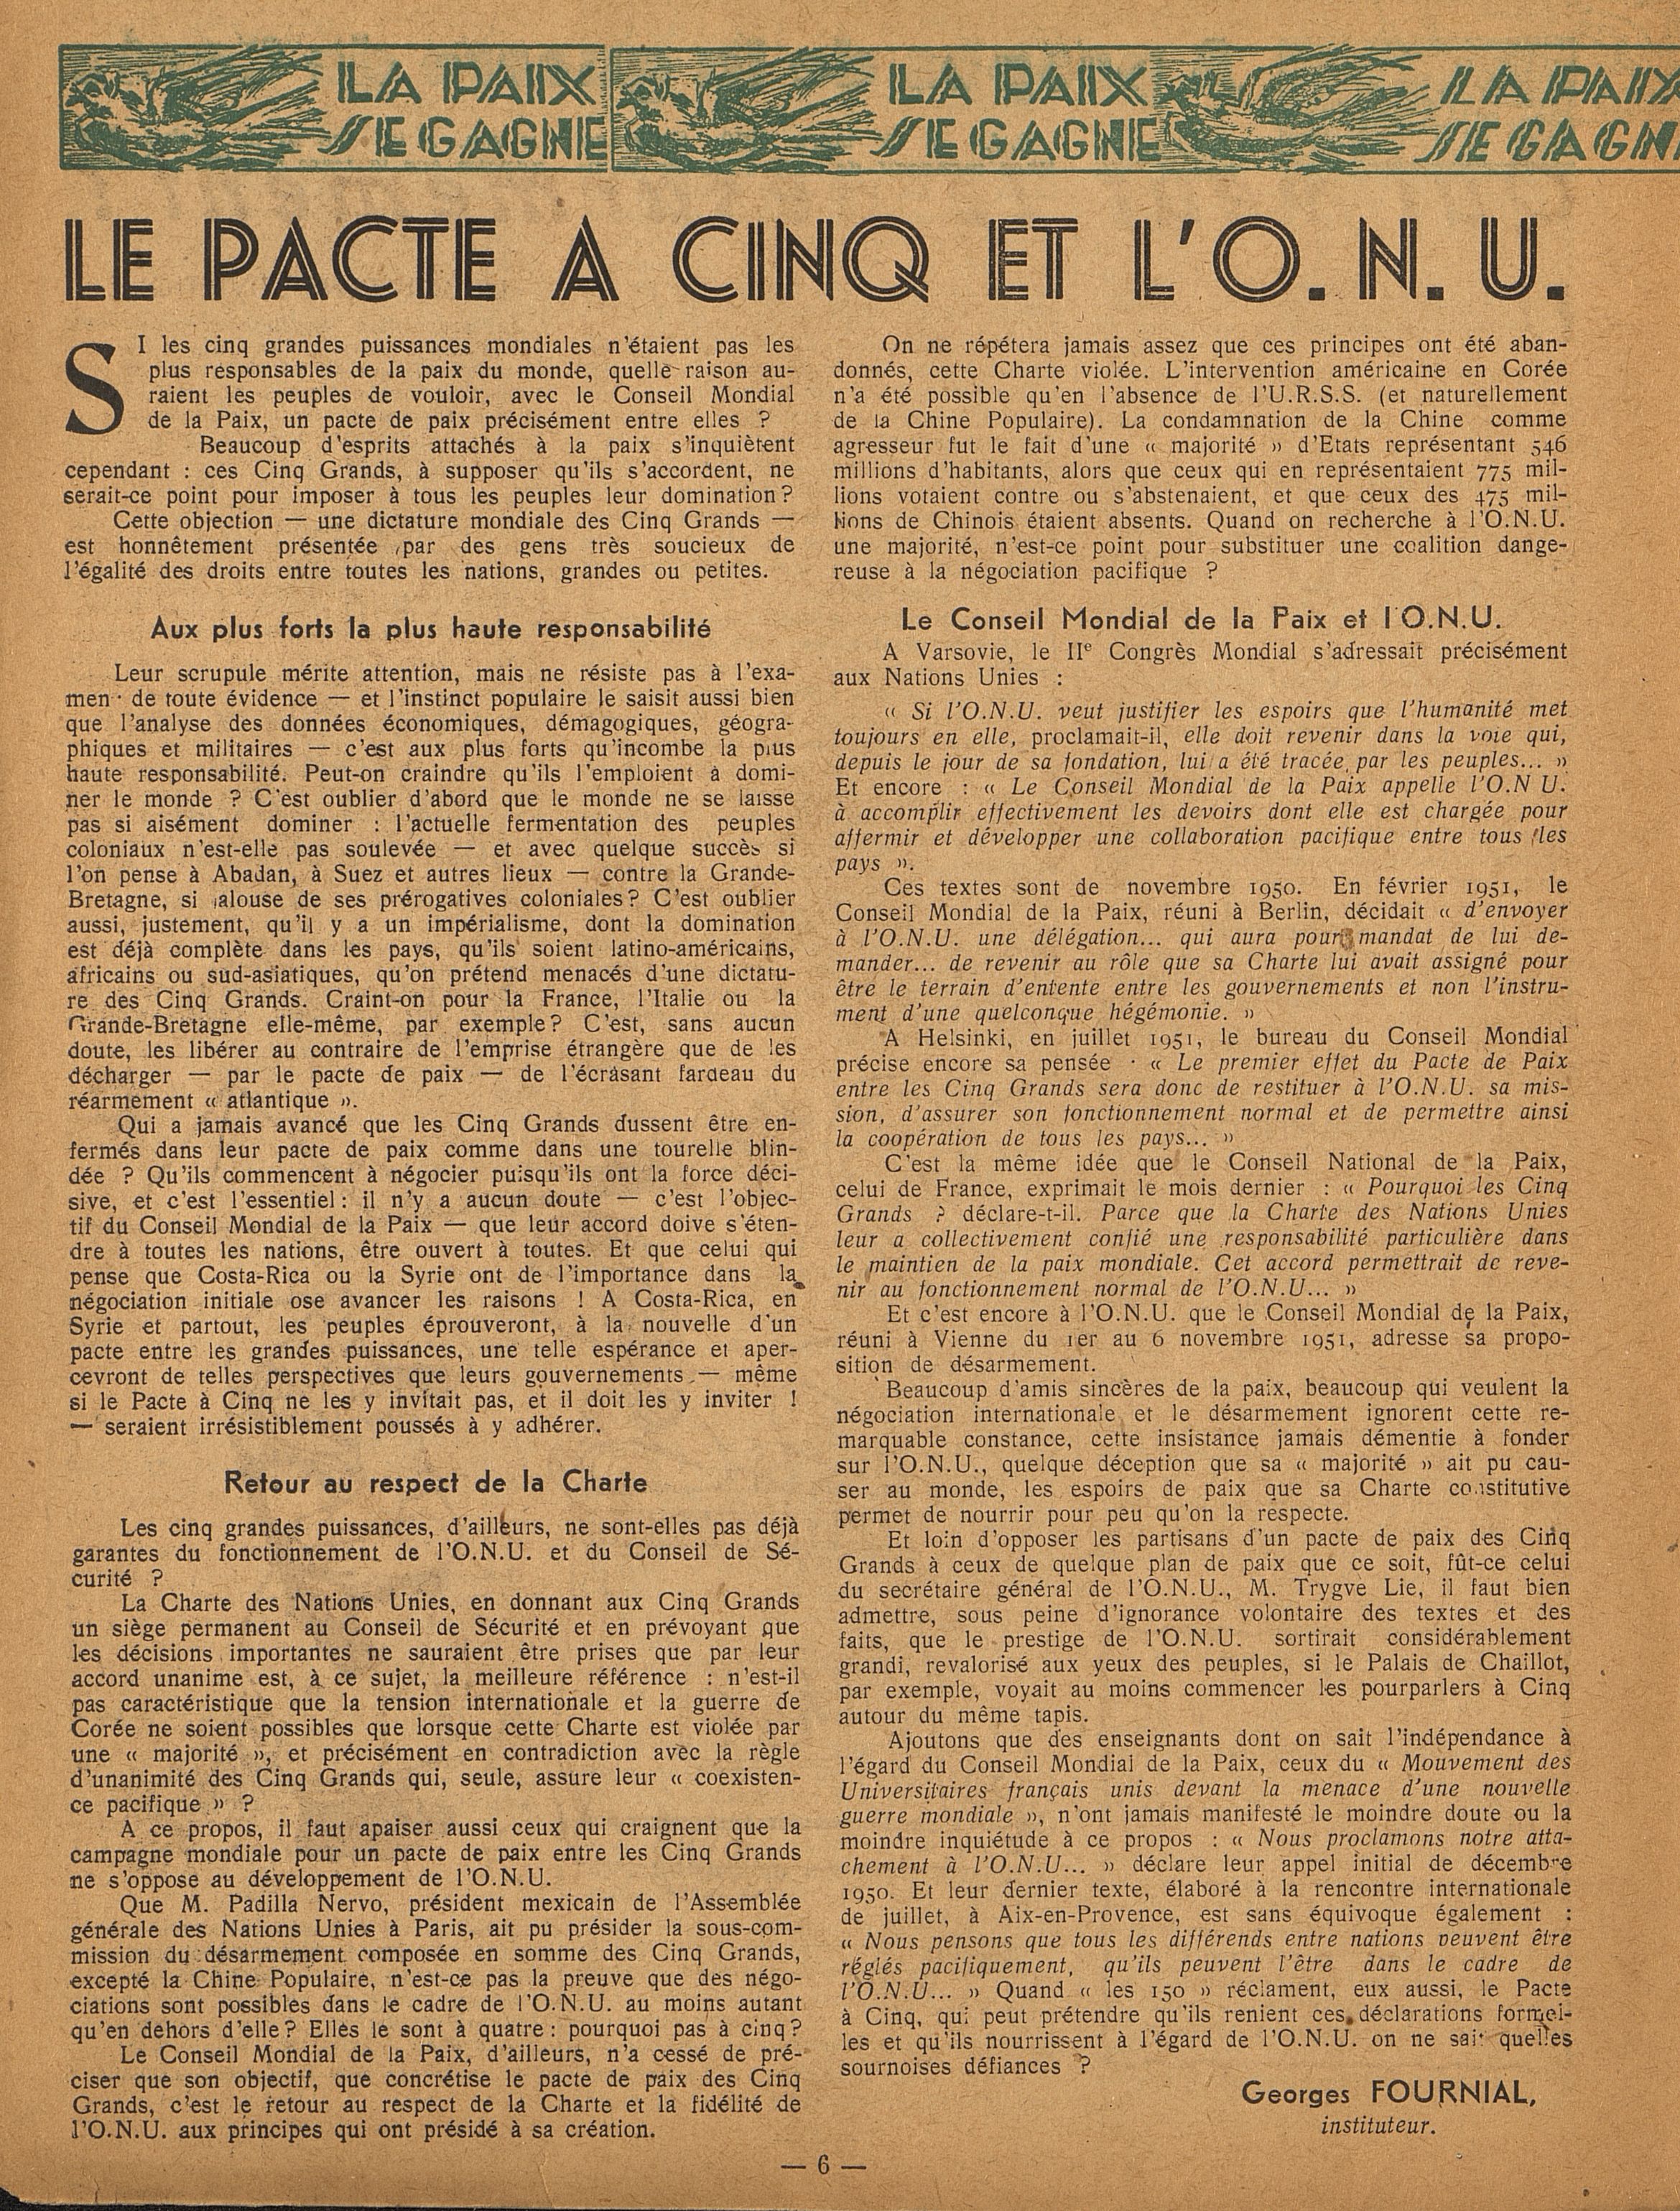 LA PAIX
SE GAGNE
LA PAIX
SE GAGNE
LA PAIX
SE GAGN
LE PACTE A CINQ ET L'O. N. U.
SI les cinq grandes puissances mondiales n'étaient pas les
plus responsables de la paix du monde, quelle raison au-
raient les peuples de vouloir, avec le Conseil Mondial
de la Paix, un pacte de paix précisément entre elles ?
Beaucoup d'esprits attachés à la paix s'inquiètent
cependant : ces Cinq Grands, à supposer qu'ils s'accordent, ne
serait-ce point pour imposer à tous les peuples leur domination ?
Cette objection — une dictature mondiale des Cinq Grands —
est honnêtement présentée par des gens très soucieux de
l'égalité des droits entre toutes les nations, grandes ou petites.
Aux plus forts la plus haute responsabilité
Leur scrupule mérite attention, mais ne résiste pas à l'exa-
men · de toute évidence — et l'instinct populaire le saisit aussi bien
que l'analyse des données économiques, démagogiques, géogra-
phiques et militaires — c'est aux plus forts qu'incombe la plus
haute responsabilité. Peut-on craindre qu'ils l'emploient à domi-
ner le monde ? C'est oublier d'abord que le monde ne se laisse
pas si aisément dominer : l'actuelle fermentation des peuples
coloniaux n'est-elle pas soulevée — et avec quelque succès si
l'on pense à Abadan, à Suez et autres lieux — contre la Grande-
Bretagne, si jalouse de ses prérogatives coloniales ? C'est oublier
aussi, justement, qu'il y a un impérialisme, dont la domination
est déjà complète dans les pays, qu'ils soient latino-américains,
africains ou sud-asiatiques, qu'on prétend menacés d'une dictatu-
re des Cinq Grands. Craint-on pour la France, l'Italie ou la
Grande-Bretagne elle-même, par exemple ? C'est, sans aucun
doute, les libérer au contraire de l'emprise étrangère que de les
décharger — par le pacte de paix — de l'écrasant fardeau du
réarmement « atlantique ».
Qui a jamais avancé que les Cinq Grands dussent être en-
fermés dans leur pacte de paix comme dans une tourelle blin-
dée ? Qu'ils commencent à négocier puisqu'ils ont la force déci-
sive, et c'est l'essentiel : il n'y a aucun doute — c'est l'objec-
tif du Conseil Mondial de la Paix — que leur accord doive s'éten-
dre à toutes les nations, être ouvert à toutes. Et que celui qui
pense que Costa-Rica ou la Syrie ont de l'importance dans la
négociation initiale ose avancer les raisons ! A Costa-Rica, en
Syrie et partout, les peuples éprouveront, à la nouvelle d'un
pacte entre les grandes puissances, une telle espérance et aper-
cevront de telles perspectives que leurs gouvernements — même
si le Pacte à Cinq ne les y invitait pas, et il doit les y inviter !
— seraient irrésistiblement poussés à y adhérer.
Retour au respect de la Charte
Les cinq grandes puissances, d'ailleurs, ne sont-elles pas déjà
garantes du fonctionnement de l'O.N.U. et du Conseil de Sé-
curité ?
La Charte des Nations Unies, en donnant aux Cinq Grands
un siège permanent au Conseil de Sécurité et en prévoyant que
les décisions importantes ne sauraient être prises que par leur
accord unanime est, à ce sujet, la meilleure référence : n'est-il
pas caractéristique que la tension internationale et la guerre de
Corée ne soient possibles que lorsque cette Charte est violée par
une « majorité », et précisément en contradiction avec la règle
d'unanimité des Cinq Grands qui, seule, assure leur « coexisten-
ce pacifique » ?
A ce propos, il faut apaiser aussi ceux qui craignent que la
campagne mondiale pour un pacte de paix entre les Cinq Grands
ne s'oppose au développement de l'O.N.U.
Que M. Padilla Nervo, président mexicain de l'Assemblée
générale des Nations Unies à Paris, ait pu présider la sous-com-
mission du désarmement composée en somme des Cinq Grands,
excepté la Chine Populaire, n'est-ce pas la preuve que des négo-
ciations sont possibles dans le cadre de l'O.N.U. au moins autant
qu'en dehors d'elle ? Elles le sont à quatre : pourquoi pas à cinq ?
Le Conseil Mondial de la Paix, d'ailleurs, n'a cessé de pré-
ciser que son objectif, que concrétise le pacte de paix des Cinq
Grands, c'est le retour au respect de la Charte et la fidélité de
l'O.N.U. aux principes qui ont présidé à sa création.
On ne répétera jamais assez que ces principes ont été aban-
donnés, cette Charte violée. L'intervention américaine en Corée
n'a été possible qu'en l'absence de l'U.R.S.S. (et naturellement
de la Chine Populaire). La condamnation de la Chine comme
agresseur fut le fait d'une « majorité » d'Etats représentant 546
millions d'habitants, alors que ceux qui en représentaient 775 mil-
lions votaient contre ou s'abstenaient, et que ceux des 475 mil-
lions de Chinois étaient absents. Quand on recherche à l'O.N.U.
une majorité, n'est-ce point pour substituer une coalition dange-
reuse à la négociation pacifique ?
Le Conseil Mondial de la Paix et l'O.N.U.
A Varsovie, le IIe Congrès Mondial s'adressait précisément
aux Nations Unies :
« Si l'O.N.U. veut justifier les espoirs que l'humanité met
toujours en elle, proclamait-il, elle doit revenir dans la voie qui,
depuis le jour de sa fondation, lui a été tracée par les peuples... »
Et encore : « Le Conseil Mondial de la Paix appelle l'O.N U.
à accomplir effectivement les devoirs dont elle est chargée pour
affermir et développer une collaboration pacifique entre tous les
pays ».
Ces textes sont de novembre 1950. En février 1951, le
Conseil Mondial de la Paix, réuni à Berlin, décidait « d'envoyer
à l'O.N.U. une délégation... qui aura pour mandat de lui de-
mander... de revenir au rôle que sa Charte lui avait assigné pour
être le terrain d'entente entre les gouvernements et non l'instru-
ment d'une quelconque hégémonie. »
A Helsinki, en juillet 1951, le bureau du Conseil Mondial
précise encore sa pensée · « Le premier effet du Pacte de Paix
entre les Cinq Grands sera donc de restituer à l'O.N.U. sa mis-
sion, d'assurer son fonctionnement normal et de permettre ainsi
la coopération de tous les pays... »
C'est la même idée que le Conseil National de la Paix,
celui de France, exprimait le mois dernier : « Pourquoi les Cinq
Grands ? déclare-t-il. Parce que la Charte des Nations Unies
leur a collectivement confié une responsabilité particulière dans
le maintien de la paix mondiale. Cet accord permettrait de reve-
nir au fonctionnement normal de l'O.N.U... »
Et c'est encore à l'O.N.U. que le Conseil Mondial de la Paix,
réuni à Vienne du 1er au 6 novembre 1951, adresse sa propo-
sition de désarmement.
Beaucoup d'amis sincères de la paix, beaucoup qui veulent la
négociation internationale et le désarmement ignorent cette re-
marquable constance, cette insistance jamais démentie à fonder
sur l'O.N.U., quelque déception que sa « majorité » ait pu cau-
ser au monde, les espoirs de paix que sa Charte constitutive
permet de nourrir pour peu qu'on la respecte.
Et loin d'opposer les partisans d'un pacte de paix des Cinq
Grands à ceux de quelque plan de paix que ce soit, fût-ce celui
du secrétaire général de l'O.N.U., M. Trygve Lie, il faut bien
admettre, sous peine d'ignorance volontaire des textes et des
faits, que le prestige de l'O.N.U. sortirait considérablement
grandi, revalorisé aux yeux des peuples, si le Palais de Chaillot,
par exemple, voyait au moins commencer les pourparlers à Cinq
autour du même tapis.
Ajoutons que des enseignants dont on sait l'indépendance à
l'égard du Conseil Mondial de la Paix, ceux du « Mouvement des
Universitaires français unis devant la menace d'une nouvelle
guerre mondiale », n'ont jamais manifesté le moindre doute ou la
moindre inquiétude à ce propos : « Nous proclamons notre atta-
chement à l'O.N.U... » déclare leur appel initial de décembre
1950. Et leur dernier texte, élaboré à la rencontre internationale
de juillet, à Aix-en-Provence, est sans équivoque également :
« Nous pensons que tous les différends entre nations peuvent être
réglés pacifiquement, qu'ils peuvent l'être dans le cadre de
l'O.N.U... » Quand « les 150 » réclament, eux aussi, le Pacte
à Cinq, qui peut prétendre qu'ils renient ces déclarations formel-
les et qu'ils nourrissent à l'égard de l'O.N.U. on ne sait quelles
sournoises défiances ?
Georges FOURNIAL,
instituteur.
— 6 —